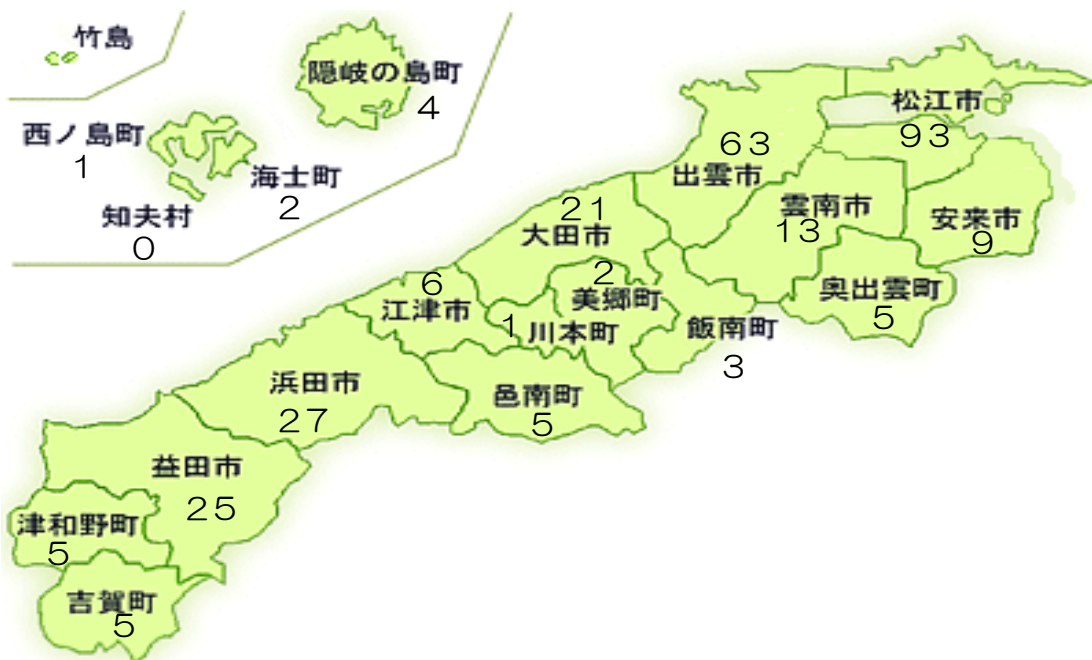 竹島
隠岐の島町
4
西ノ島町
1
海士町
2
知夫村
0
松江市
93
63
出雲市
雲南市
13
安来市
9
21
大田市
奥出雲町
5
2
美郷町
6
江津市
1
川本町
飯南町
3
浜田市
27
邑南町
5
益田市
25
津和野町
5
吉賀町
5